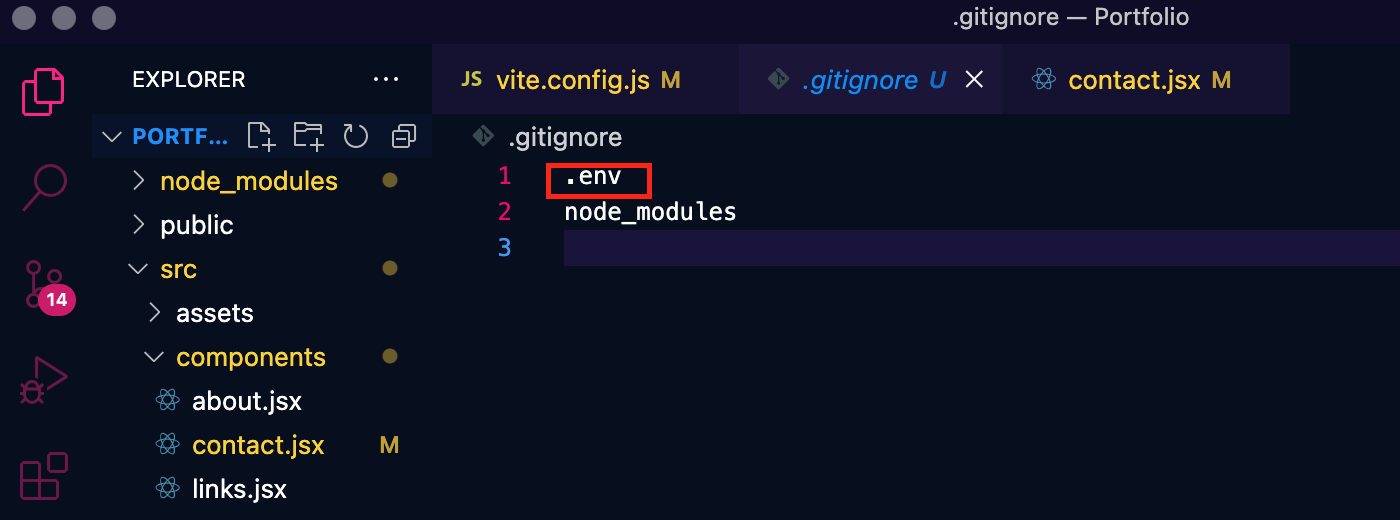 .gitignore — Portfolio
EXPLORER ...
JS vite.config.js M
.gitignore U
contact.jsx M
PORTF...
.gitignore
node_modules
public
src
assets
components
about.jsx
contact.jsx M
links.jsx
14
1 .env
2 node_modules
3